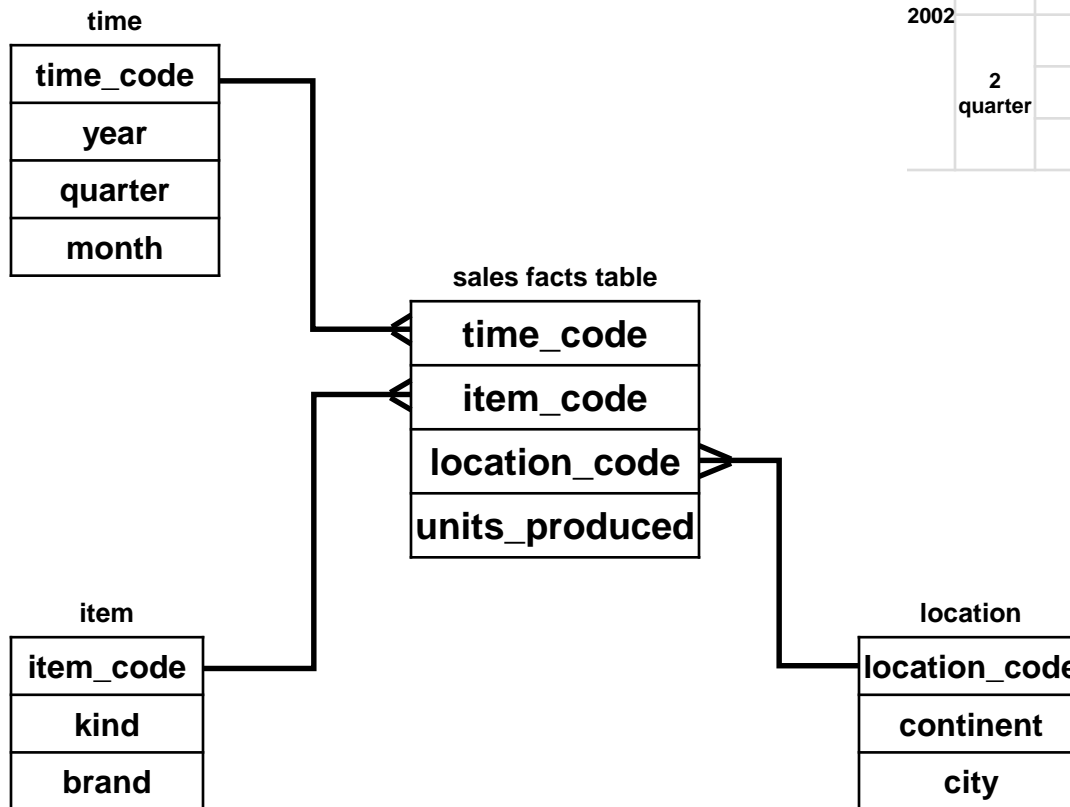 time
time_code
year
quarter
month
2002
2
quarter
sales facts table
time_code
item_code
location_code
units_produced
item
item_code
kind
brand
location
location_code
continent
city